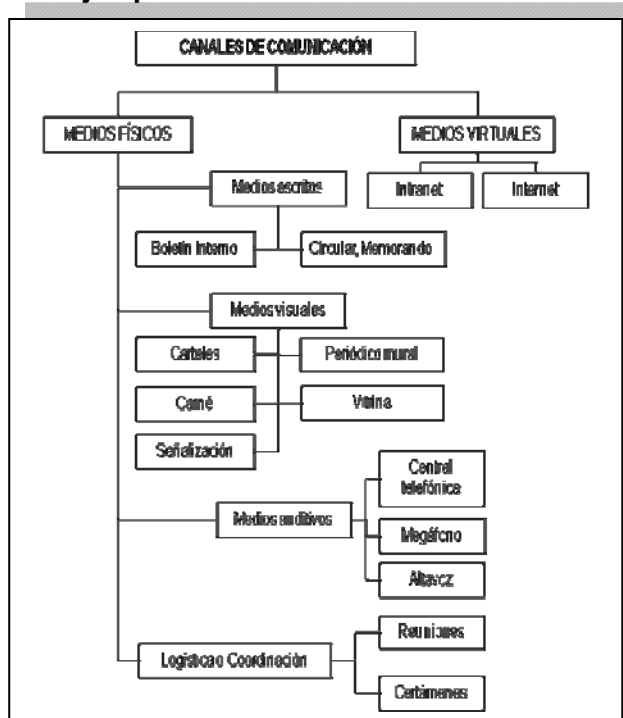 CANALES DE COMUNICACIÓN
MEDIOS FÍSICOS
MEDIOS VIRTUALES
Medios escritos
Intranet
Internet
Boletín Interno
Circular, Memorando
Medios visuales
Carteles
Periódico mural
Carné
Vitrina
Señalización
Central
telefónica
Medios auditivos
Megáfono
Altavoz
Reuniones
Logística o Coordinación
Certámenes